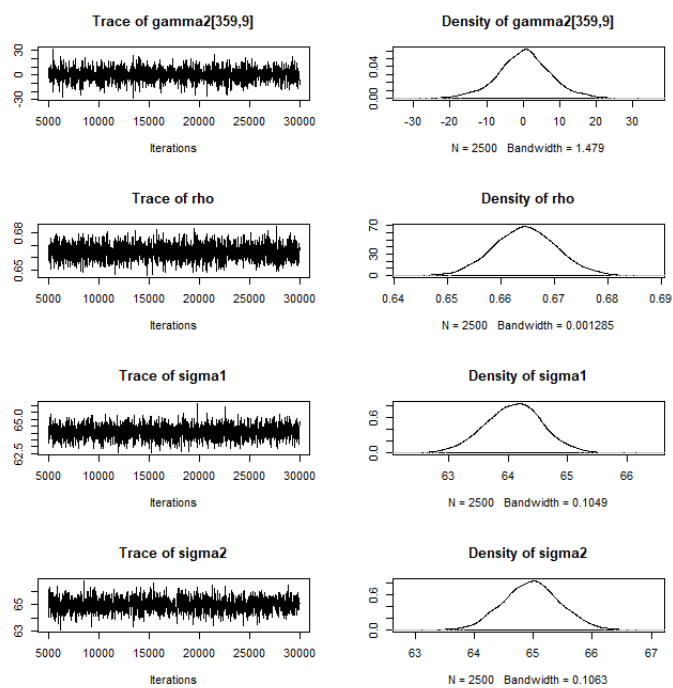 Trace of gamma2[359,9]
Density of gamma2[359,9]
30
0
-30
5000 10000 15000 20000 25000 30000
Iterations
0.04
0.00
-30 -20 -10 0 10 20 30
N = 2500 Bandwidth = 1.479
Trace of rho
Density of rho
0.68
0.65
5000 10000 15000 20000 25000 30000
Iterations
70
30
0
0.64 0.65 0.66 0.67 0.68 0.69
N = 2500 Bandwidth = 0.001285
Trace of sigma1
Density of sigma1
65.0
62.5
5000 10000 15000 20000 25000 30000
Iterations
0.6
0.0
63 64 65 66
N = 2500 Bandwidth = 0.1049
Trace of sigma2
Density of sigma2
65
63
5000 10000 15000 20000 25000 30000
Iterations
0.6
0.0
63 64 65 66 67
N = 2500 Bandwidth = 0.1063